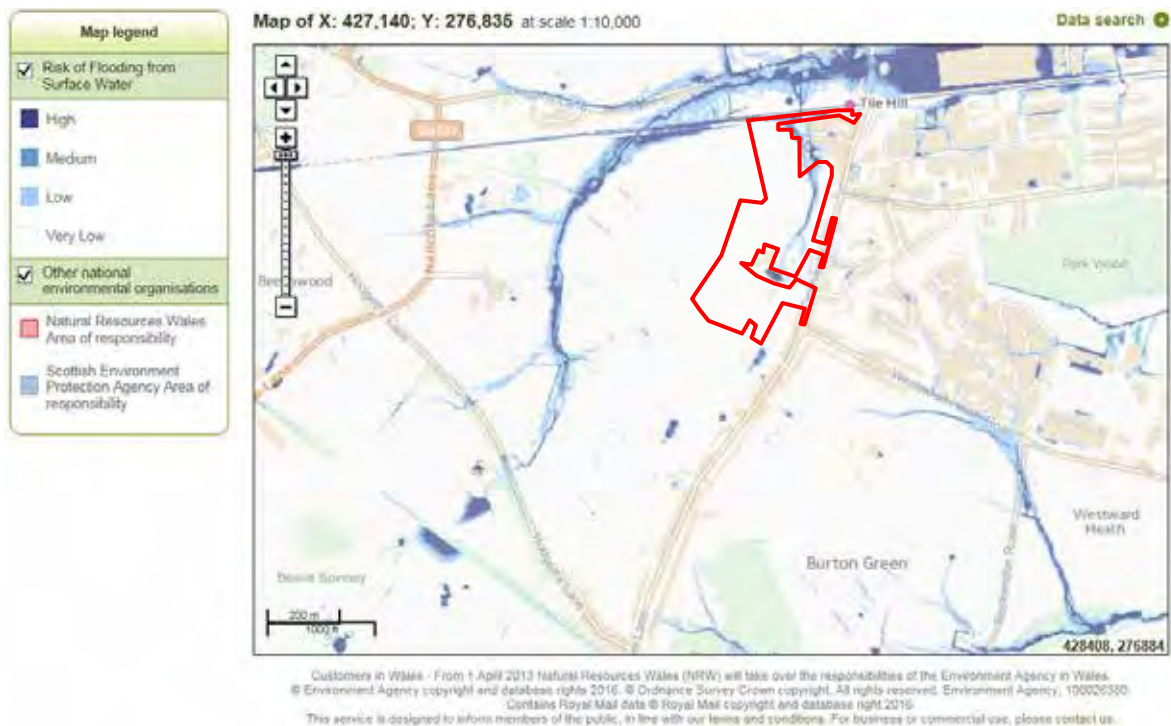 Map of X: 427,140; Y: 276,835 at scale 1:10,000
Data search
Map legend
Risk of Flooding from
Surface Water
High
Medium
Low
Very Low
Other national
environmental organisations
Natural Resources Wales
Area of responsibility
Scottish Environment
Protection Agency Area of
responsibility
Tile Hill
Park Wood
Westward
Heath
Burton Green
Hodgett's Lane
200 m
1000 ft
428408, 276884
Customers in Wales - From 1 April 2013 Natural Resources Wales (NRW) will take over the responsibilities of the Environment Agency in Wales.
© Environment Agency copyright and database rights 2016. © Ordnance Survey Crown copyright. All rights reserved. Environment Agency, 100026380.
Contains Royal Mail data © Royal Mail copyright and database right 2016
This service is designed to inform members of the public, in line with our terms and conditions. For business or commercial use, please contact us.